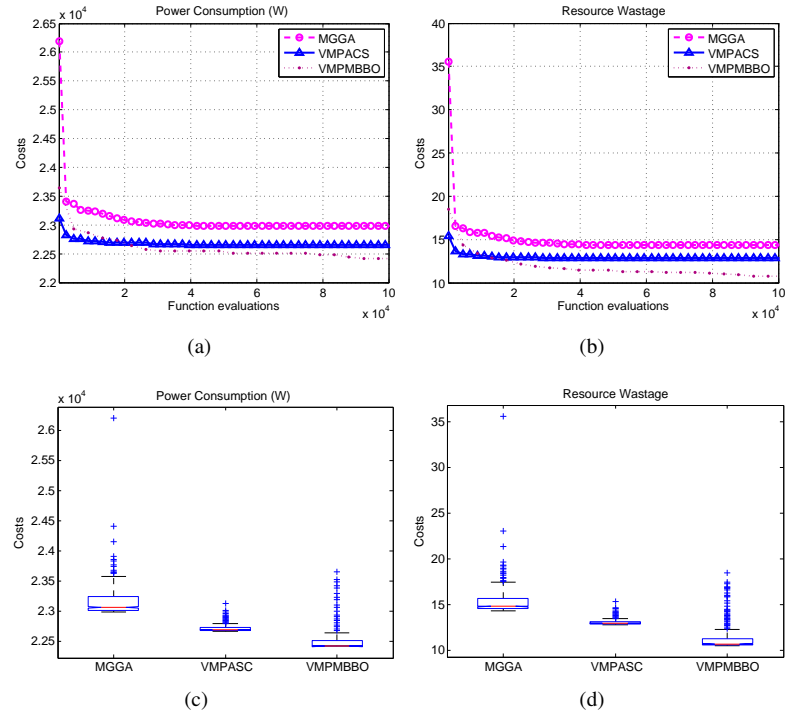 Power Consumption (W)
2.65 x 10^4
2.6
2.55
2.5
2.45
2.4
2.35
2.3
2.25
2.2
Costs
MGGA
VMPACS
VMPMBBO
2 4 6 8 10
Function evaluations
x 10^4
(a)
Resource Wastage
40
35
30
25
20
15
10
Costs
MGGA
VMPACS
VMPMBBO
2 4 6 8 10
Function evaluations
x 10^4
(b)
Power Consumption (W)
x 10^4
2.6
2.55
2.5
2.45
2.4
2.35
2.3
2.25
Costs
MGGA VMPASC VMPMBBO
(c)
Resource Wastage
35
30
25
20
15
10
Costs
MGGA VMPASC VMPMBBO
(d)